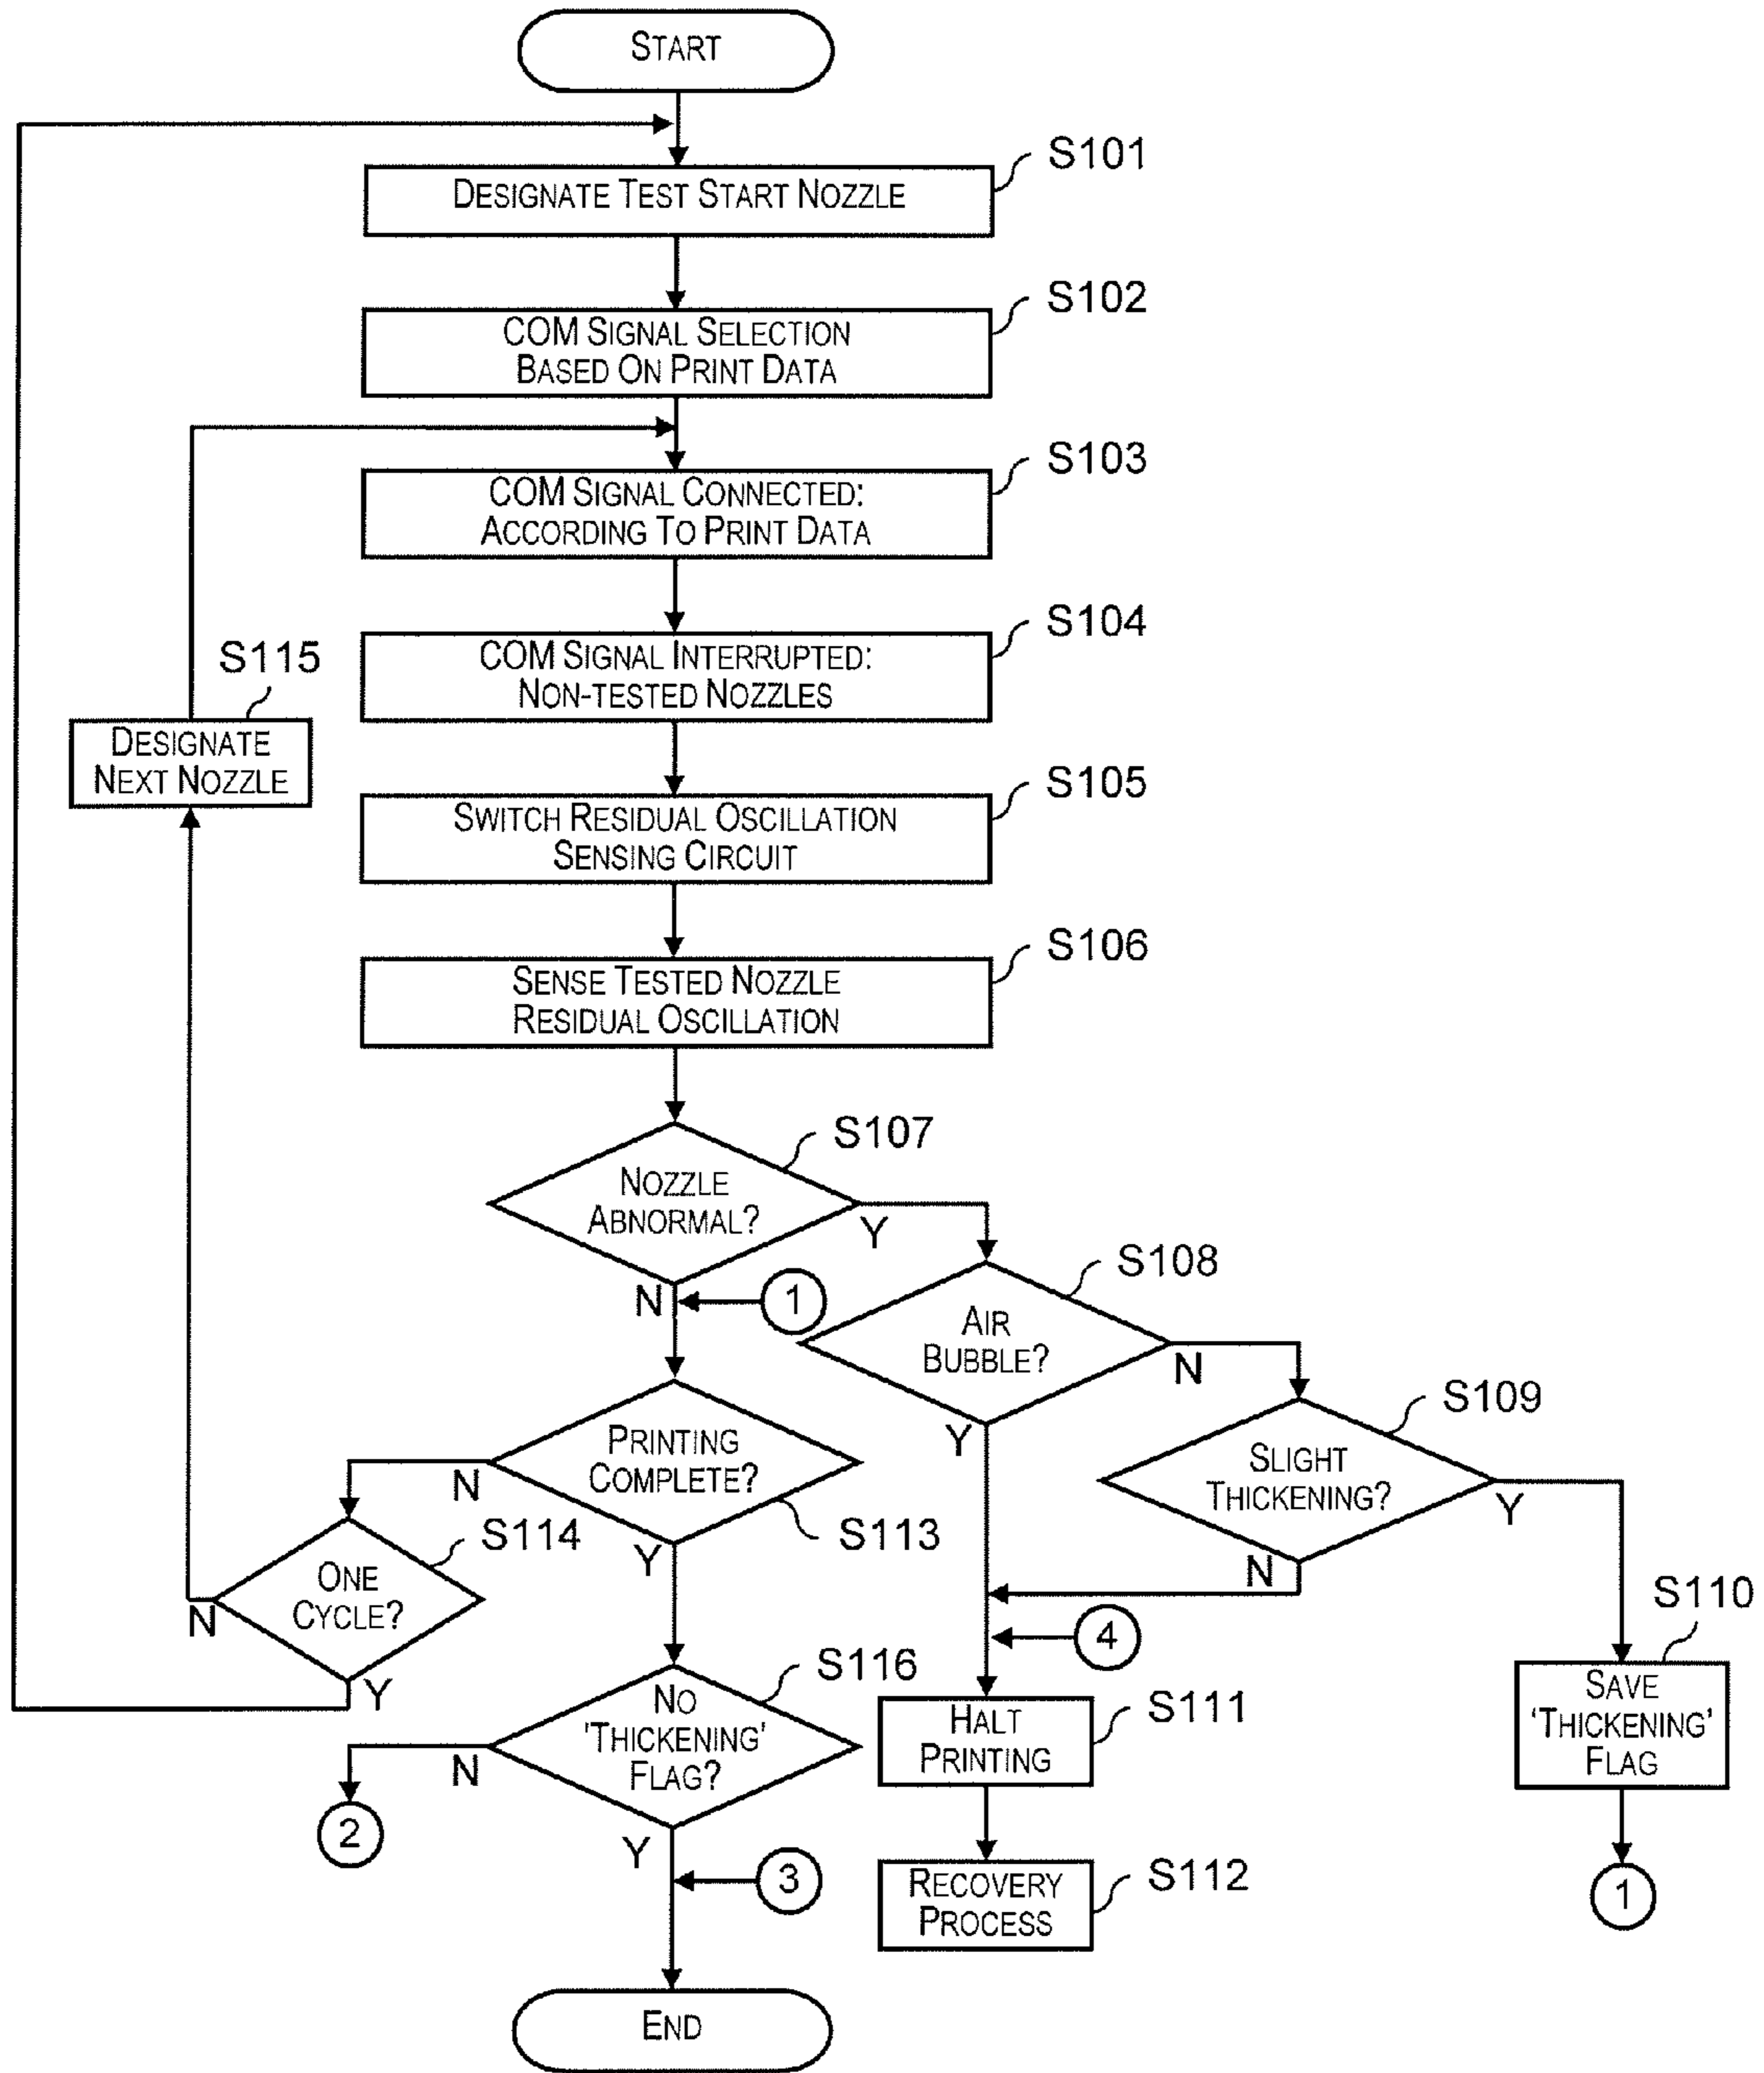 START
S101
DESIGNATE TEST START NOZZLE
S102
COM SIGNAL SELECTION
BASED ON PRINT DATA
S103
COM SIGNAL CONNECTED:
ACCORDING TO PRINT DATA
S104
COM SIGNAL INTERRUPTED:
NON-TESTED NOZZLES
S115
DESIGNATE
NEXT NOZZLE
S105
SWITCH RESIDUAL OSCILLATION
SENSING CIRCUIT
S106
SENSE TESTED NOZZLE
RESIDUAL OSCILLATION
S107
NOZZLE
ABNORMAL?
Y
N
1
S108
AIR
BUBBLE?
N
Y
S109
SLIGHT
THICKENING?
Y
N
PRINTING
COMPLETE?
N
Y
S113
S114
ONE
CYCLE?
N
Y
S110
SAVE
'THICKENING'
FLAG
1
4
S116
NO
'THICKENING'
FLAG?
N
Y
2
3
S111
HALT
PRINTING
S112
RECOVERY
PROCESS
END